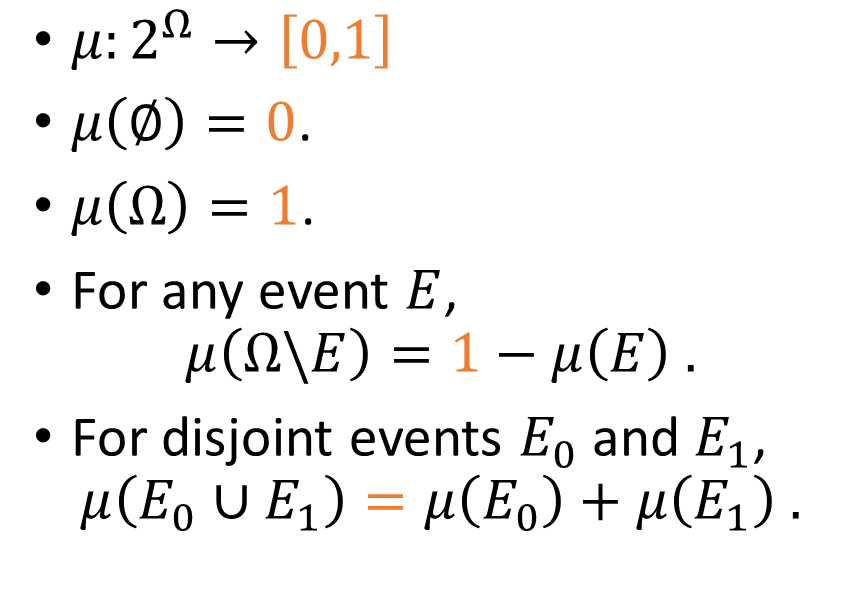 • μ: 2^Ω → [0,1]
• μ(∅) = 0.
• μ(Ω) = 1.
• For any event E,
μ(Ω\E) = 1 − μ(E) .
• For disjoint events E₀ and E₁,
μ(E₀ ∪ E₁) = μ(E₀) + μ(E₁) .